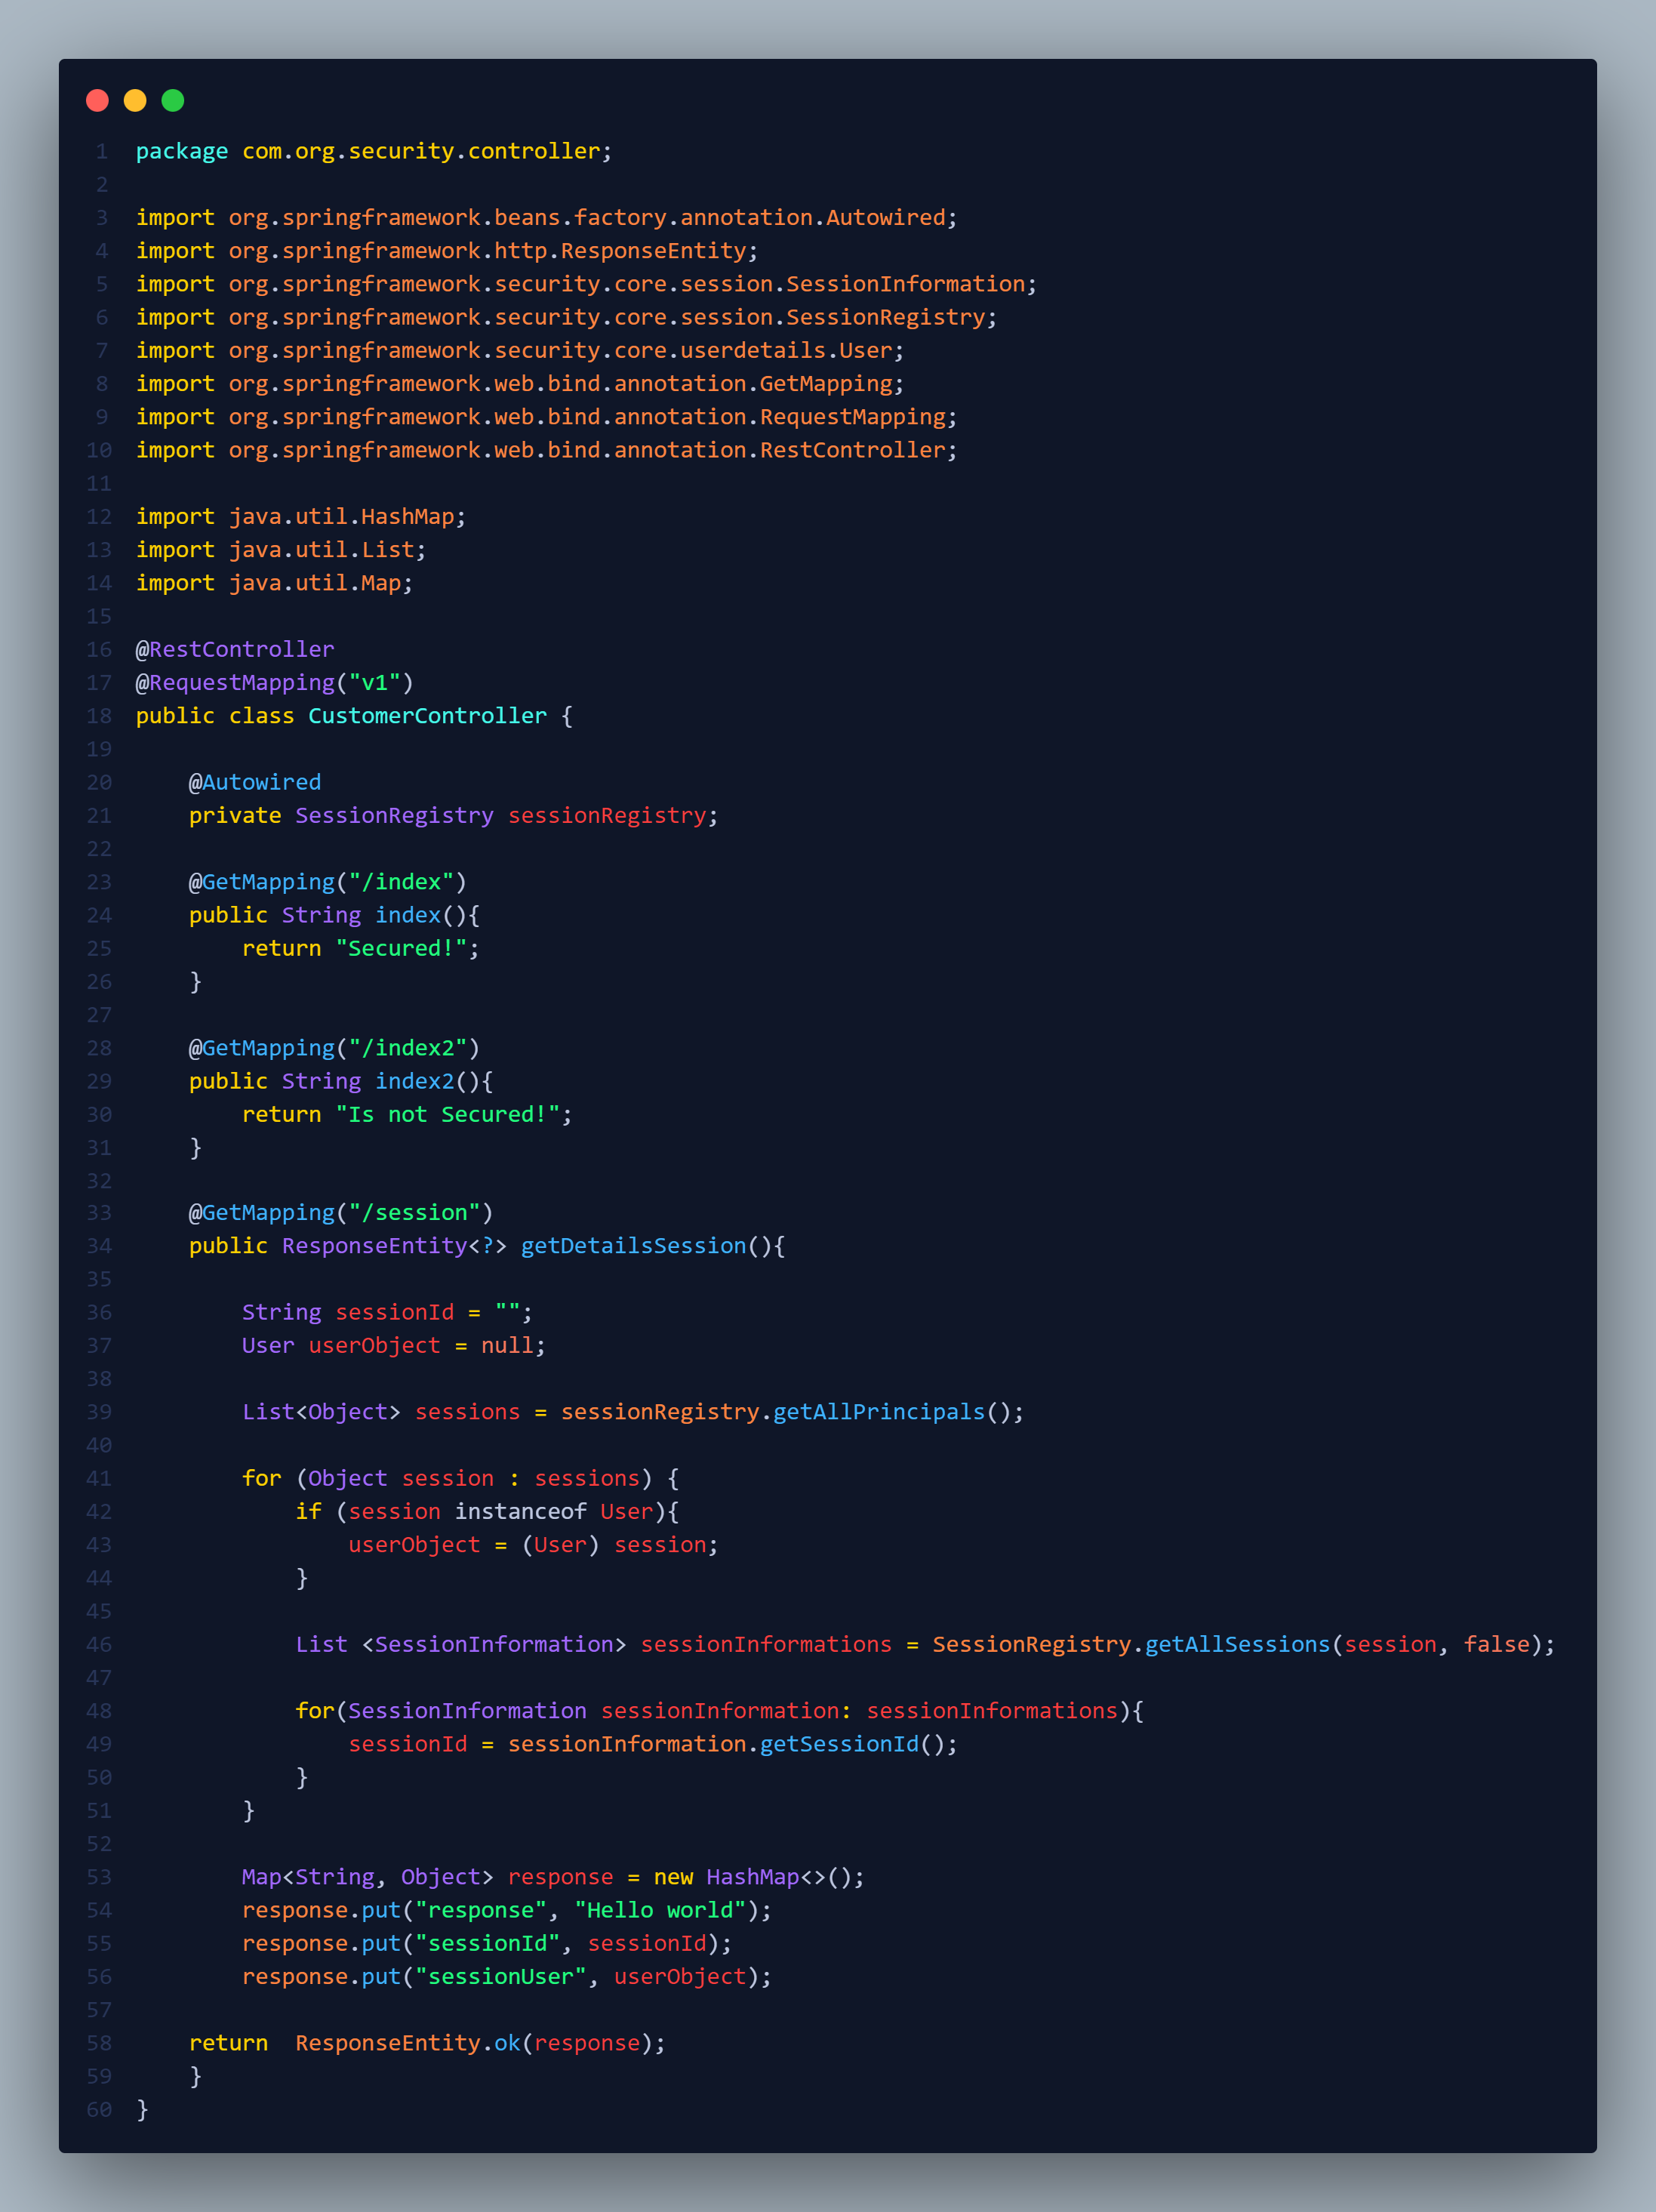 1 package com.org.security.controller;
2
3 import org.springframework.beans.factory.annotation.Autowired;
4 import org.springframework.http.ResponseEntity;
5 import org.springframework.security.core.session.SessionInformation;
6 import org.springframework.security.core.session.SessionRegistry;
7 import org.springframework.security.core.userdetails.User;
8 import org.springframework.web.bind.annotation.GetMapping;
9 import org.springframework.web.bind.annotation.RequestMapping;
10 import org.springframework.web.bind.annotation.RestController;
11
12 import java.util.HashMap;
13 import java.util.List;
14 import java.util.Map;
15
16 @RestController
17 @RequestMapping("v1")
18 public class CustomerController {
19
20     @Autowired
21     private SessionRegistry sessionRegistry;
22
23     @GetMapping("/index")
24     public String index(){
25         return "Secured!";
26     }
27
28     @GetMapping("/index2")
29     public String index2(){
30         return "Is not Secured!";
31     }
32
33     @GetMapping("/session")
34     public ResponseEntity<?> getDetailsSession(){
35
36         String sessionId = "";
37         User userObject = null;
38
39         List<Object> sessions = sessionRegistry.getAllPrincipals();
40
41         for (Object session : sessions) {
42             if (session instanceof User){
43                 userObject = (User) session;
44             }
45
46             List <SessionInformation> sessionInformations = SessionRegistry.getAllSessions(session, false);
47
48             for(SessionInformation sessionInformation: sessionInformations){
49                 sessionId = sessionInformation.getSessionId();
50             }
51         }
52
53         Map<String, Object> response = new HashMap<>();
54         response.put("response", "Hello world");
55         response.put("sessionId", sessionId);
56         response.put("sessionUser", userObject);
57
58     return  ResponseEntity.ok(response);
59     }
60 }